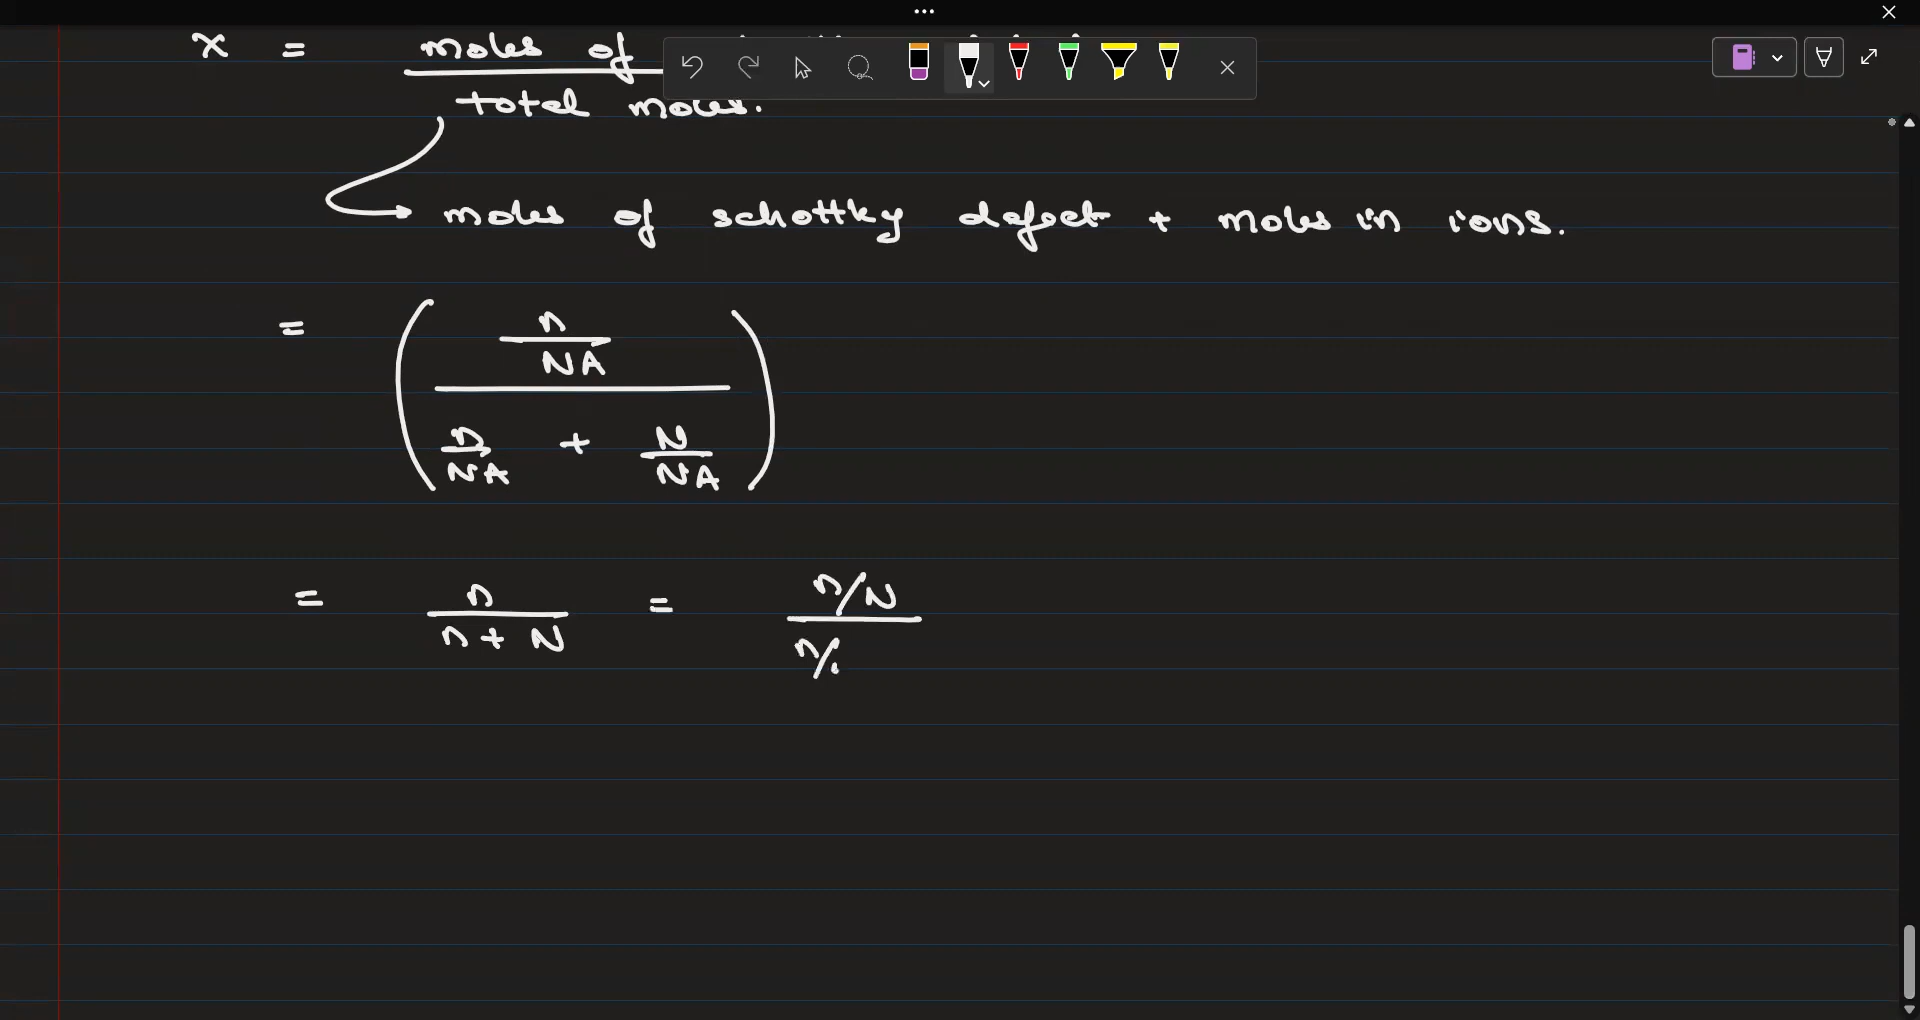 x = moles of
total moles.
moles of schottky defect + moles in ions.
= ( n/NA / n/NA + N/NA )
= n / n + N = n/N / n/